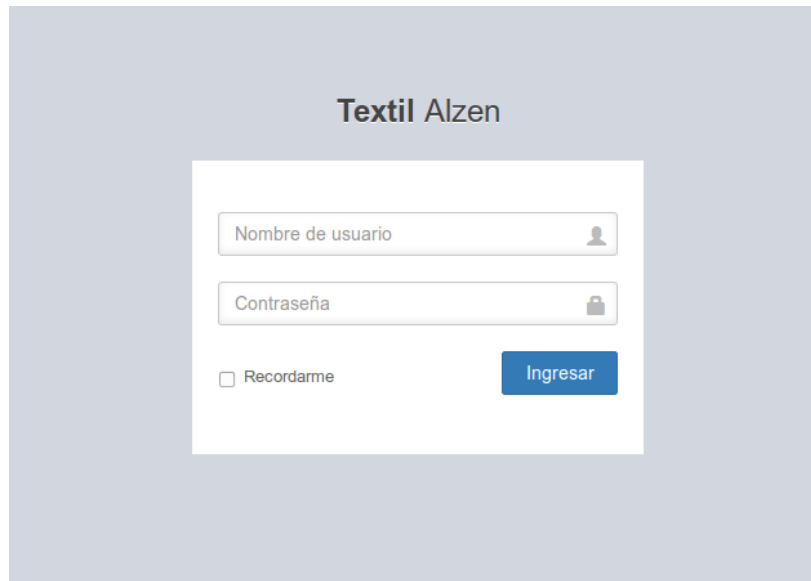 Textil Alzen
Nombre de usuario
Contraseña
Recordarme
Ingresar